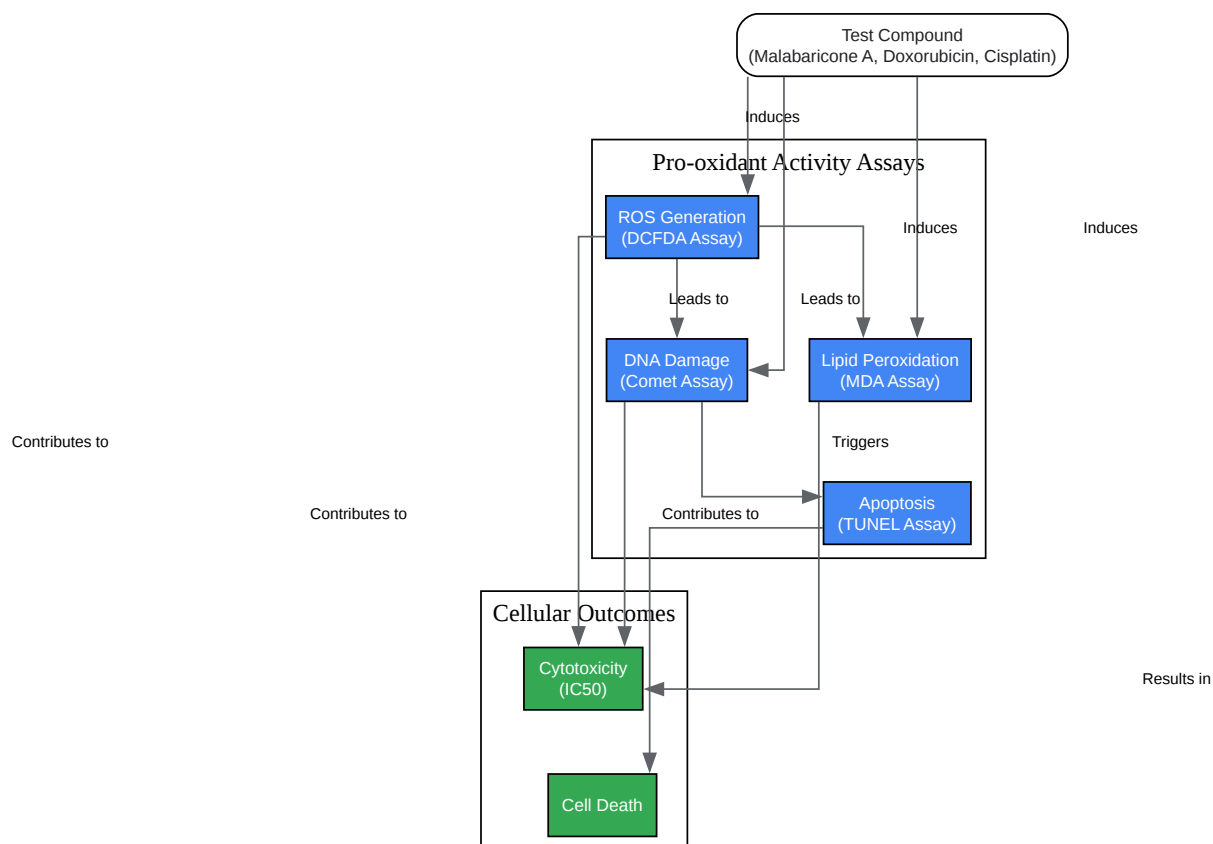 Test Compound
(Malabaricone A, Doxorubicin, Cisplatin)
Induces
Pro-oxidant Activity Assays
ROS Generation
(DCFDA Assay)
Induces
Induces
Leads to
Leads to
DNA Damage
(Comet Assay)
Lipid Peroxidation
(MDA Assay)
Contributes to
Triggers
Apoptosis
(TUNEL Assay)
Contributes to
Contributes to
Cellular Outcomes
Cytotoxicity
(IC50)
Results in
Cell Death